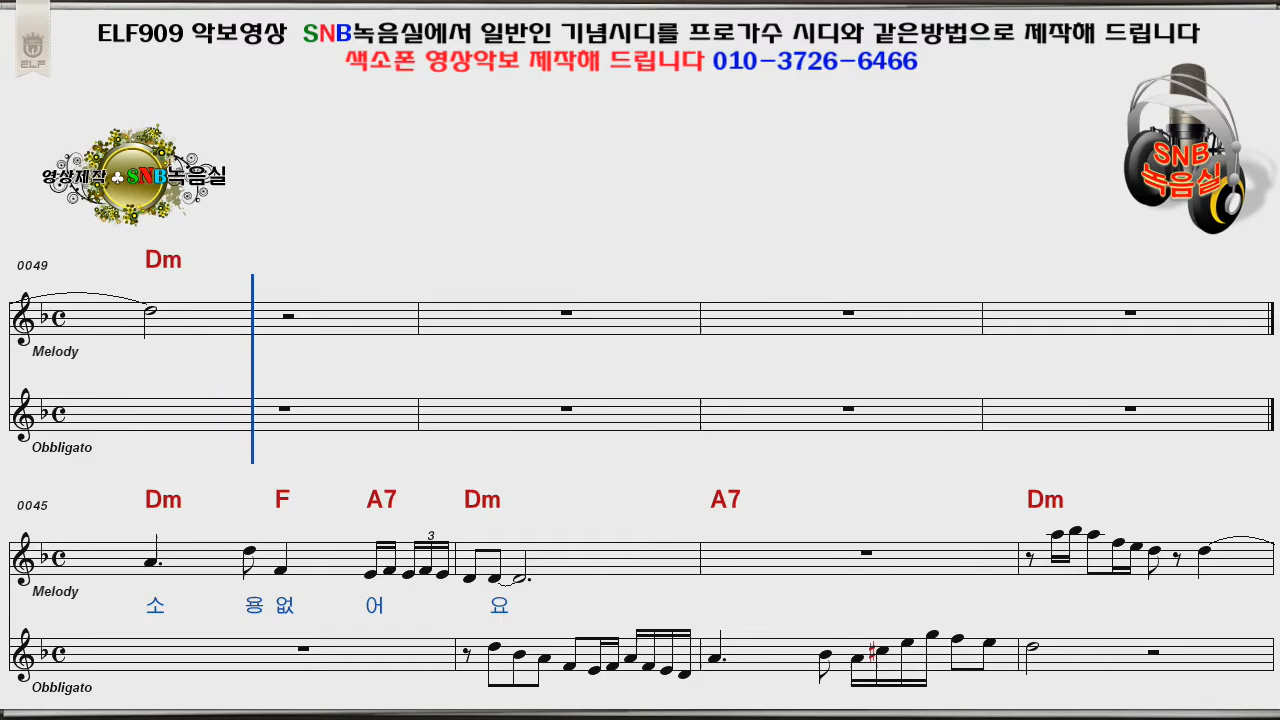 ELF909 악보영상 SNB녹음실에서 일반인 기념시디를 프로가수 시디와 같은방법으로 제작해 드립니다
색소폰 영상악보 제작해 드립니다 010-3726-6466
ELF
영상제작♣SNB녹음실
SNB
녹음실
0049 Dm
Melody
Obbligato
0045 Dm F A7 Dm A7 Dm
3
Melody
소 용 없 어 요
Obbligato